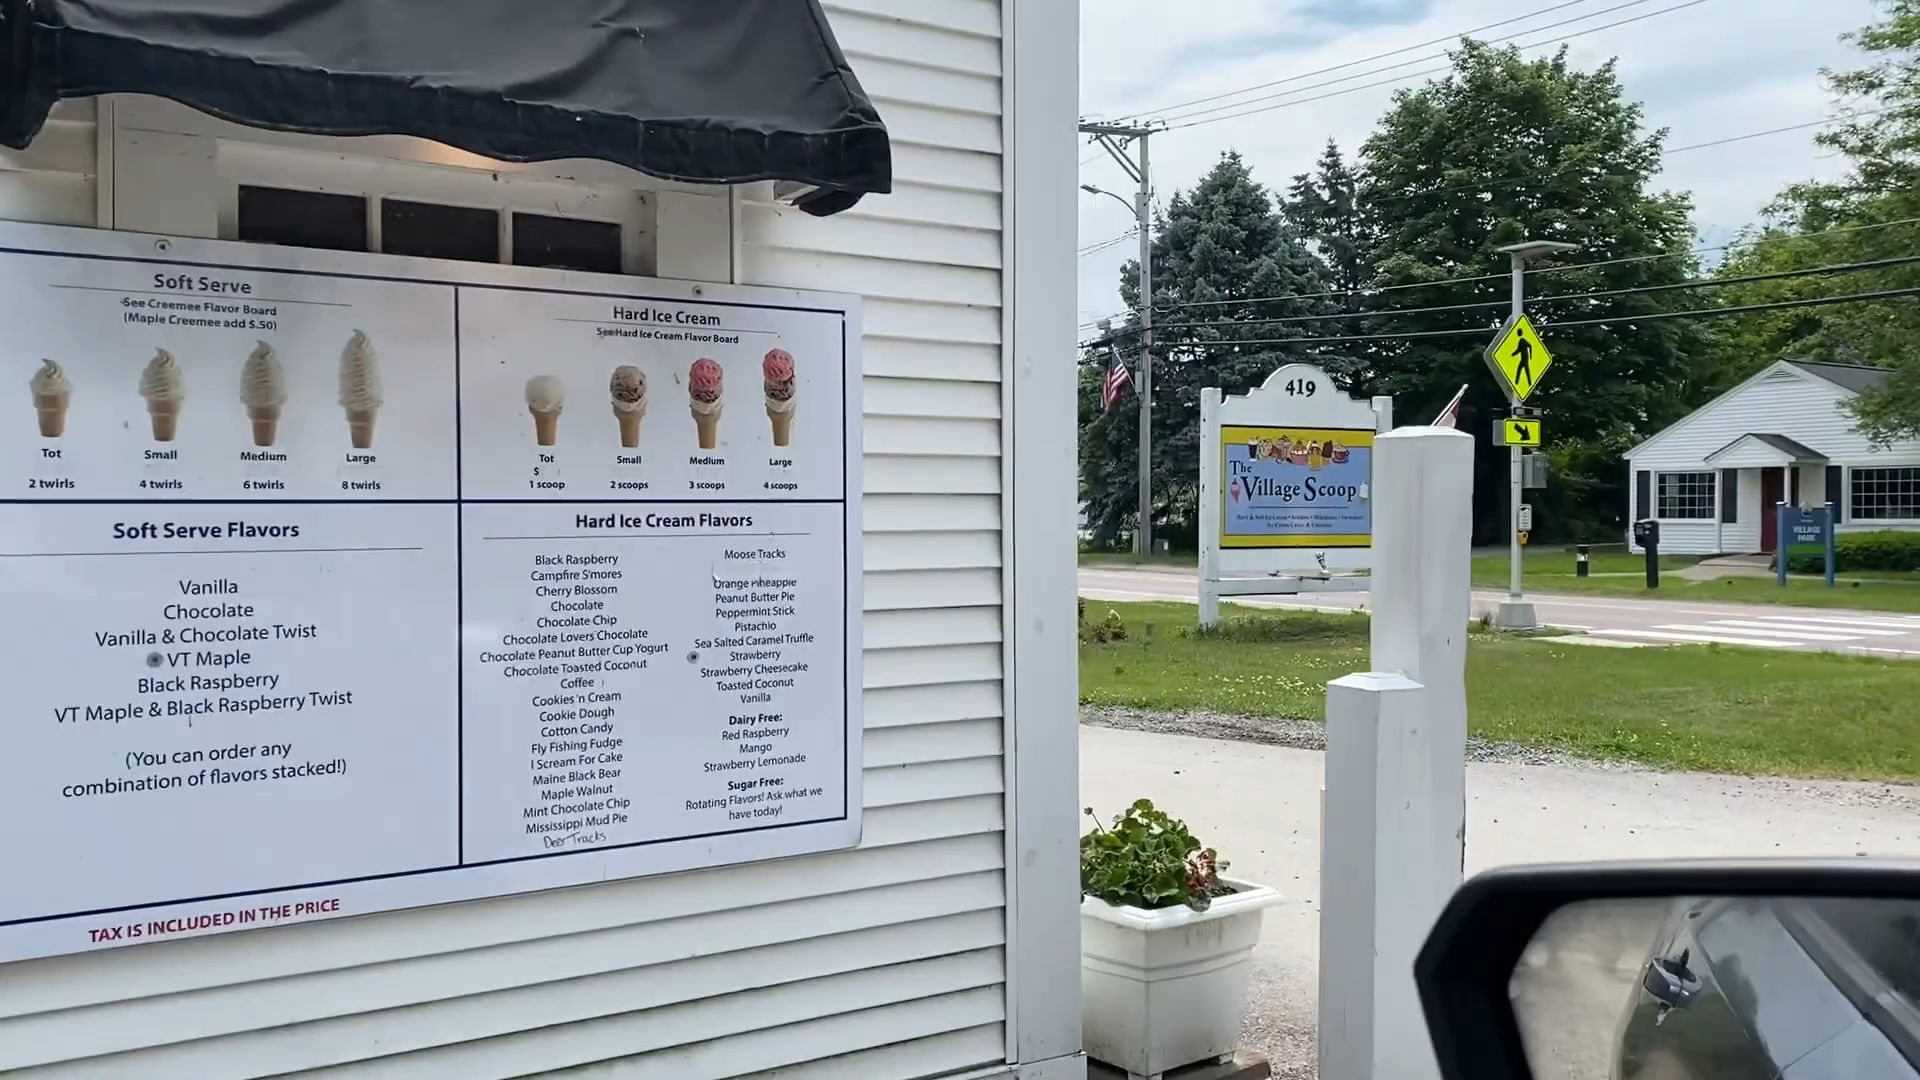 Soft Serve
See Creemee Flavor Board
(Maple Creemee add $.50)
Tot
Small
Medium
Large
2 twirls
4 twirls
6 twirls
8 twirls
Hard Ice Cream
See Hard Ice Cream Flavor Board
Tot
Small
Medium
Large
$
1 scoop
2 scoops
3 scoops
4 scoops
Soft Serve Flavors
Vanilla
Chocolate
Vanilla & Chocolate Twist
VT Maple
Black Raspberry
VT Maple & Black Raspberry Twist
(You can order any
combination of flavors stacked!)
Hard Ice Cream Flavors
Black Raspberry
Campfire S'mores
Cherry Blossom
Chocolate
Chocolate Chip
Chocolate Lovers Chocolate
Chocolate Peanut Butter Cup Yogurt
Chocolate Toasted Coconut
Coffee
Cookies 'n Cream
Cookie Dough
Cotton Candy
Fly Fishing Fudge
I Scream For Cake
Maine Black Bear
Maple Walnut
Mint Chocolate Chip
Mississippi Mud Pie
Deer Tracks
Moose Tracks
Orange Pineapple
Peanut Butter Pie
Peppermint Stick
Pistachio
Sea Salted Caramel Truffle
Strawberry
Strawberry Cheesecake
Toasted Coconut
Vanilla
Dairy Free:
Red Raspberry
Mango
Strawberry Lemonade
Sugar Free:
Rotating Flavors! Ask what we
have today!
TAX IS INCLUDED IN THE PRICE
419
The
Village Scoop
VILLAGE
PARK